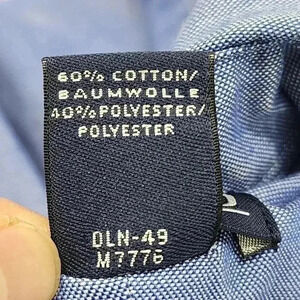 60% COTTON/
BAUMWOLLE
40% POLYESTER/
POLYESTER
DLN-49
M7776